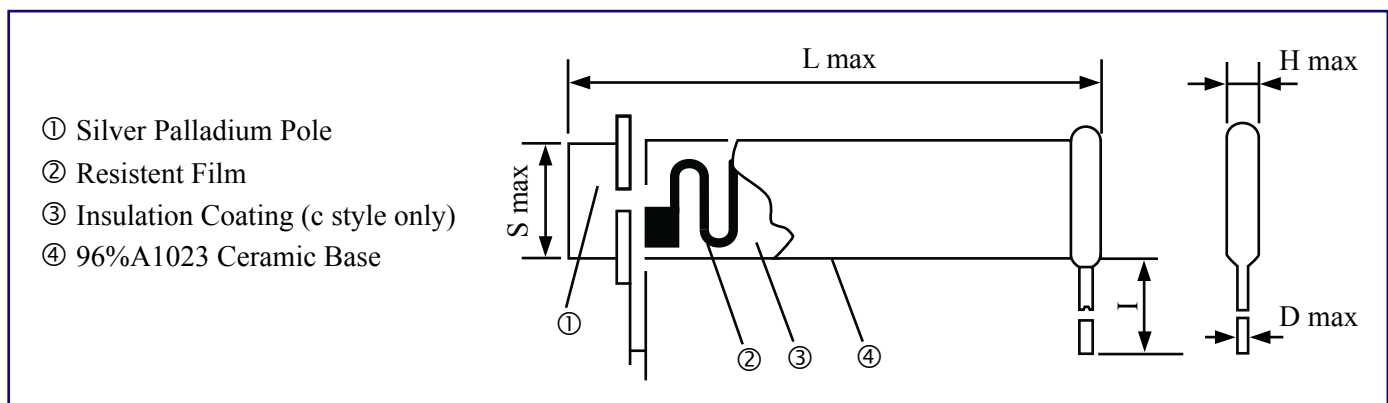 L max
H max
① Silver Palladium Pole
② Resistent Film
③ Insulation Coating (c style only)
④ 96%A1023 Ceramic Base
S max
I
D max
①
②
③
④